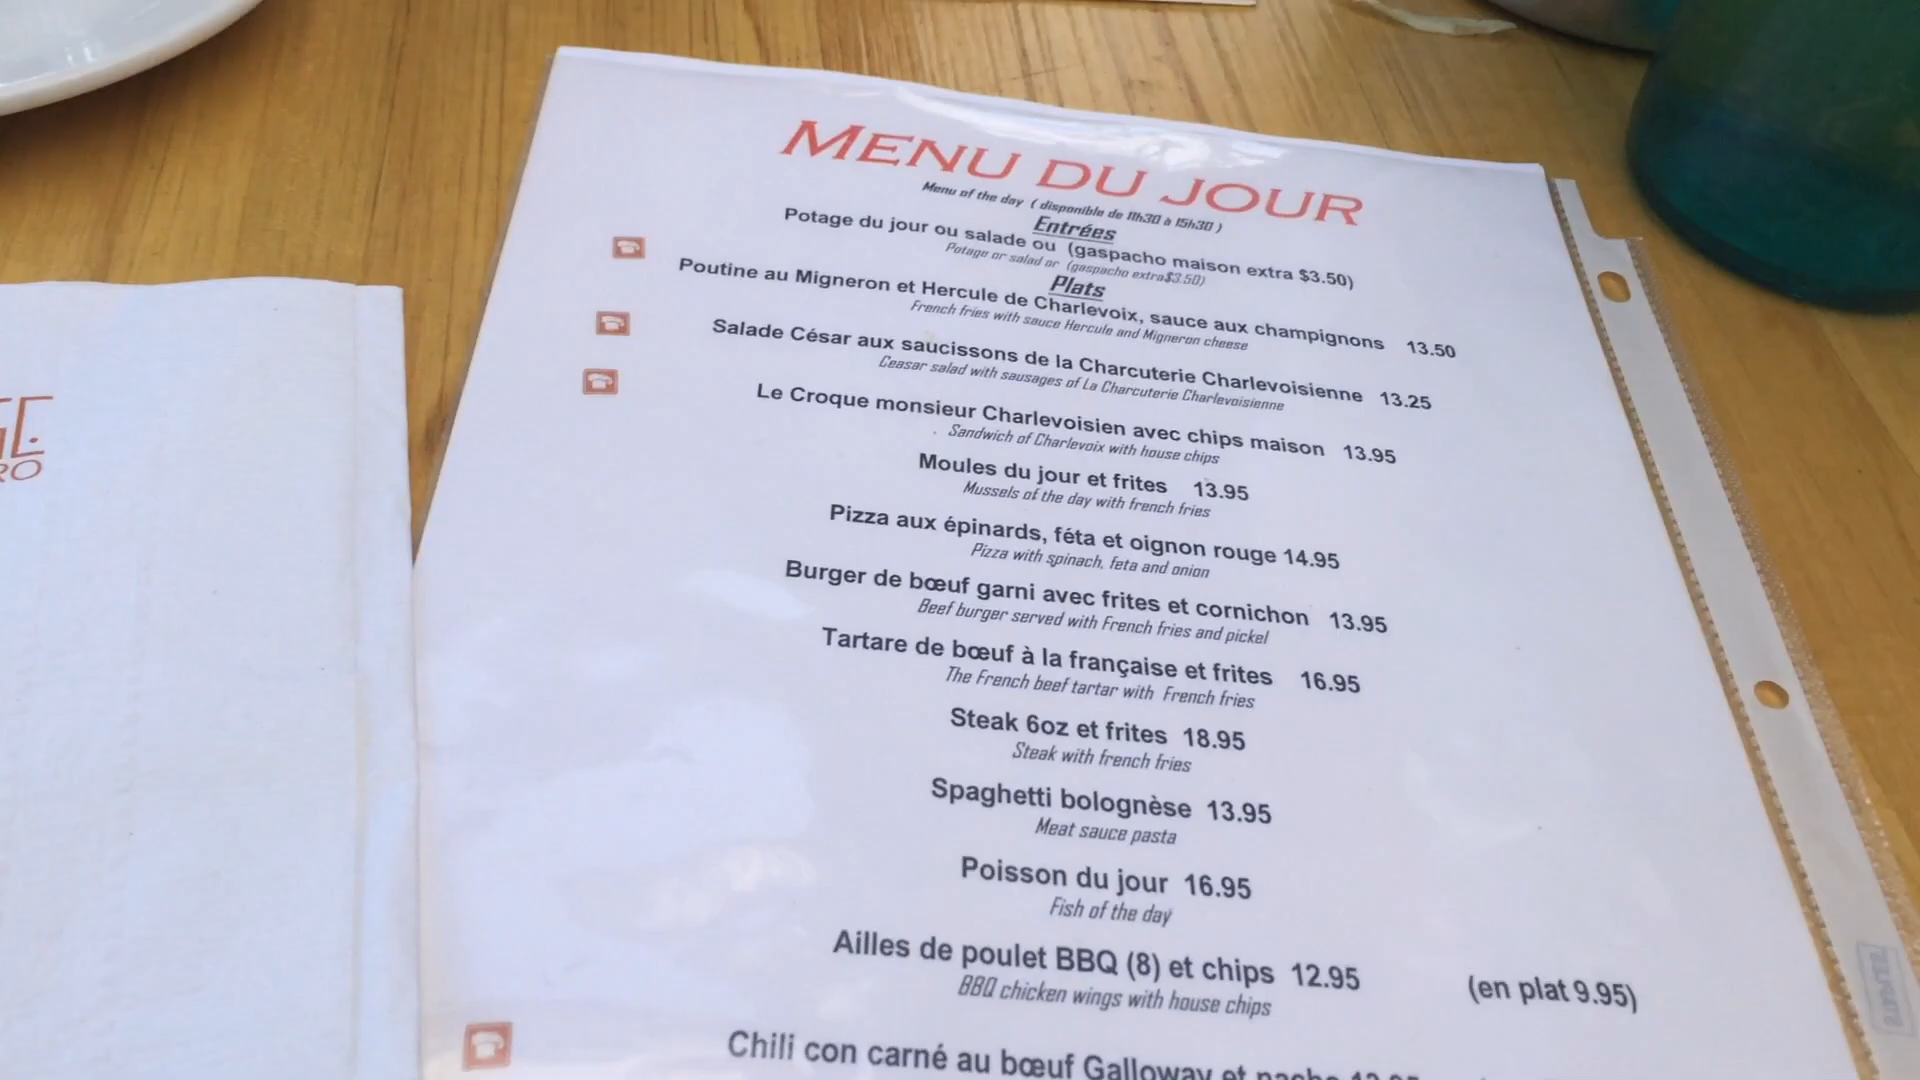 MENU DU JOUR
Menu of the day ( disponible de 11h30 à 15h30 )
Entrées
Potage du jour ou salade ou (gaspacho maison extra $3.50)
Potage or salad or (gaspacho extra$3.50)
Plats
Poutine au Migneron et Hercule de Charlevoix, sauce aux champignons 13.50
French fries with sauce Hercule and Migneron cheese
Salade César aux saucissons de la Charcuterie Charlevoisienne 13.25
Ceasar salad with sausages of La Charcuterie Charlevoisienne
Le Croque monsieur Charlevoisien avec chips maison 13.95
Sandwich of Charlevoix with house chips
Moules du jour et frites 13.95
Mussels of the day with french fries
Pizza aux épinards, féta et oignon rouge 14.95
Pizza with spinach, feta and onion
Burger de bœuf garni avec frites et cornichon 13.95
Beef burger served with French fries and pickel
Tartare de bœuf à la française et frites 16.95
The French beef tartar with French fries
Steak 6oz et frites 18.95
Steak with french fries
Spaghetti bolognèse 13.95
Meat sauce pasta
Poisson du jour 16.95
Fish of the day
Ailles de poulet BBQ (8) et chips 12.95 (en plat 9.95)
BBQ chicken wings with house chips
Chili con carné au bœuf Galloway et nacho